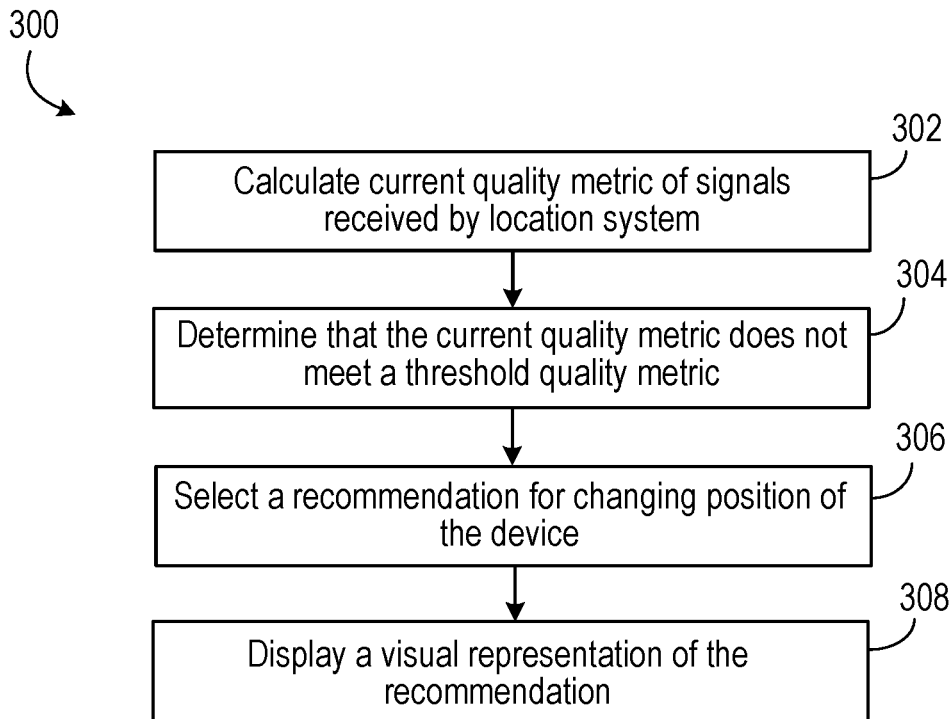 300
302
Calculate current quality metric of signals
received by location system
304
Determine that the current quality metric does not
meet a threshold quality metric
306
Select a recommendation for changing position of
the device
308
Display a visual representation of the
recommendation